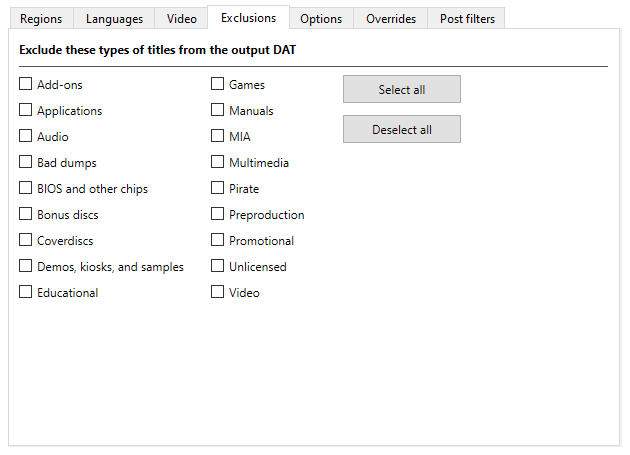 Regions Languages Video Exclusions Options Overrides Post filters
Exclude these types of titles from the output DAT
Add-ons
Applications
Audio
Bad dumps
BIOS and other chips
Bonus discs
Coverdiscs
Demos, kiosks, and samples
Educational
Games
Manuals
MIA
Multimedia
Pirate
Preproduction
Promotional
Unlicensed
Video
Select all
Deselect all